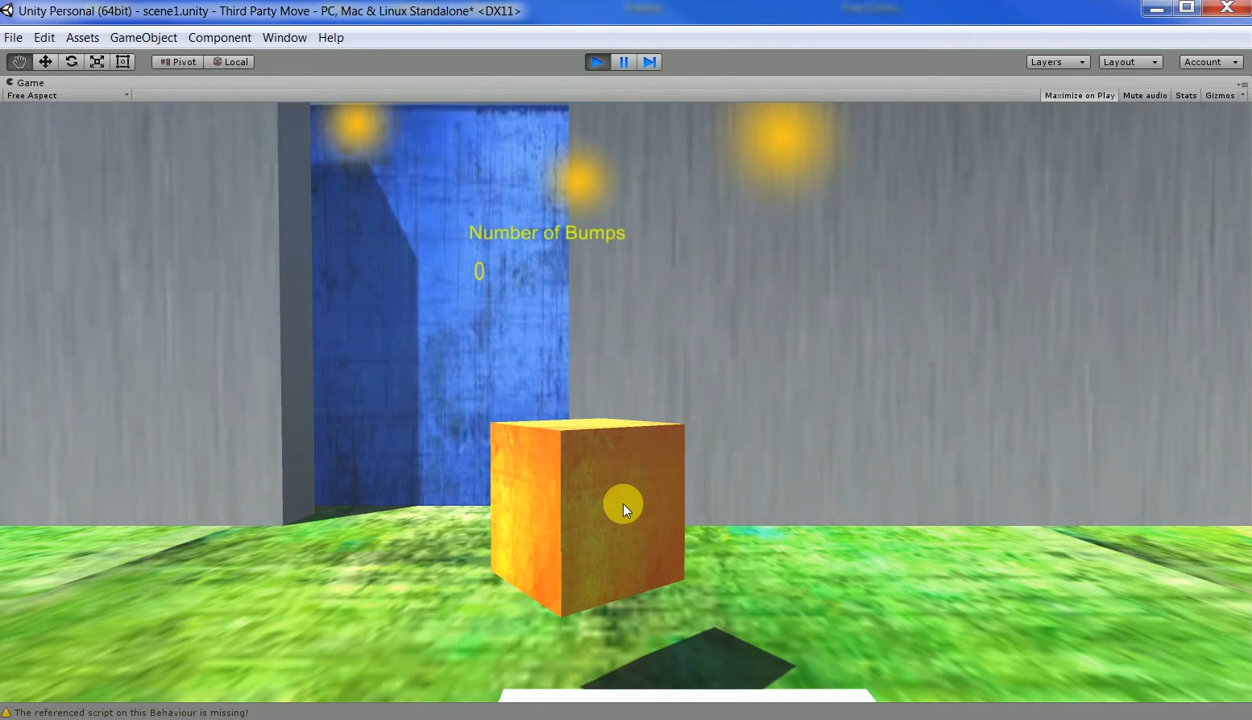 Unity Personal (64bit) - scene1.unity - Third Party Move - PC, Mac & Linux Standalone* <DX11>
File Edit Assets GameObject Component Window Help
Pivot Local Layers Layout Account
Game
Free Aspect Maximize on Play Mute audio Stats Gizmos
Number of Bumps
0
The referenced script on this Behaviour is missing!